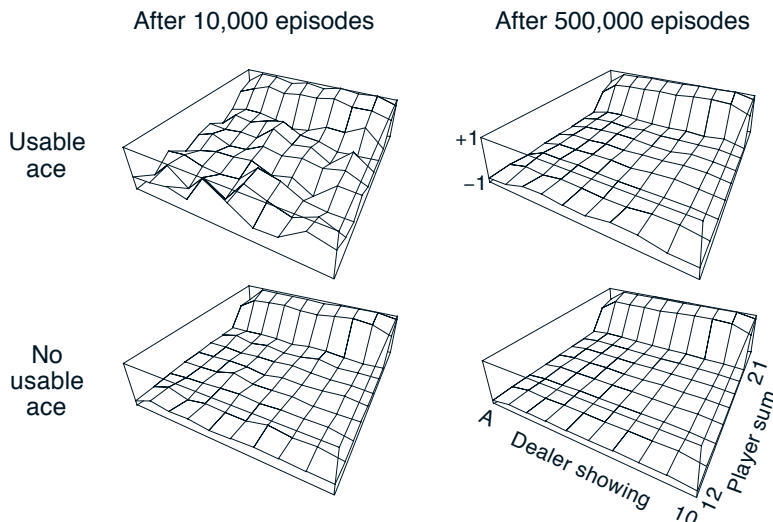 After 10,000 episodes
After 500,000 episodes
Usable
ace
+1
−1
No
usable
ace
A
Dealer showing
10
12
Player sum
21